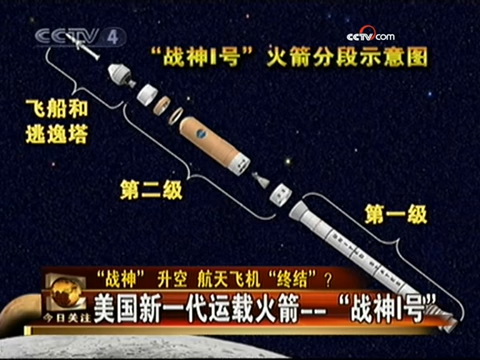 CCTV 4
CCTV.com
“战神Ⅰ号”火箭分段示意图
飞船和
逃逸塔
第二级
第一级
“战神”升空 航天飞机“终结”？
今日关注
美国新一代运载火箭--“战神Ⅰ号”